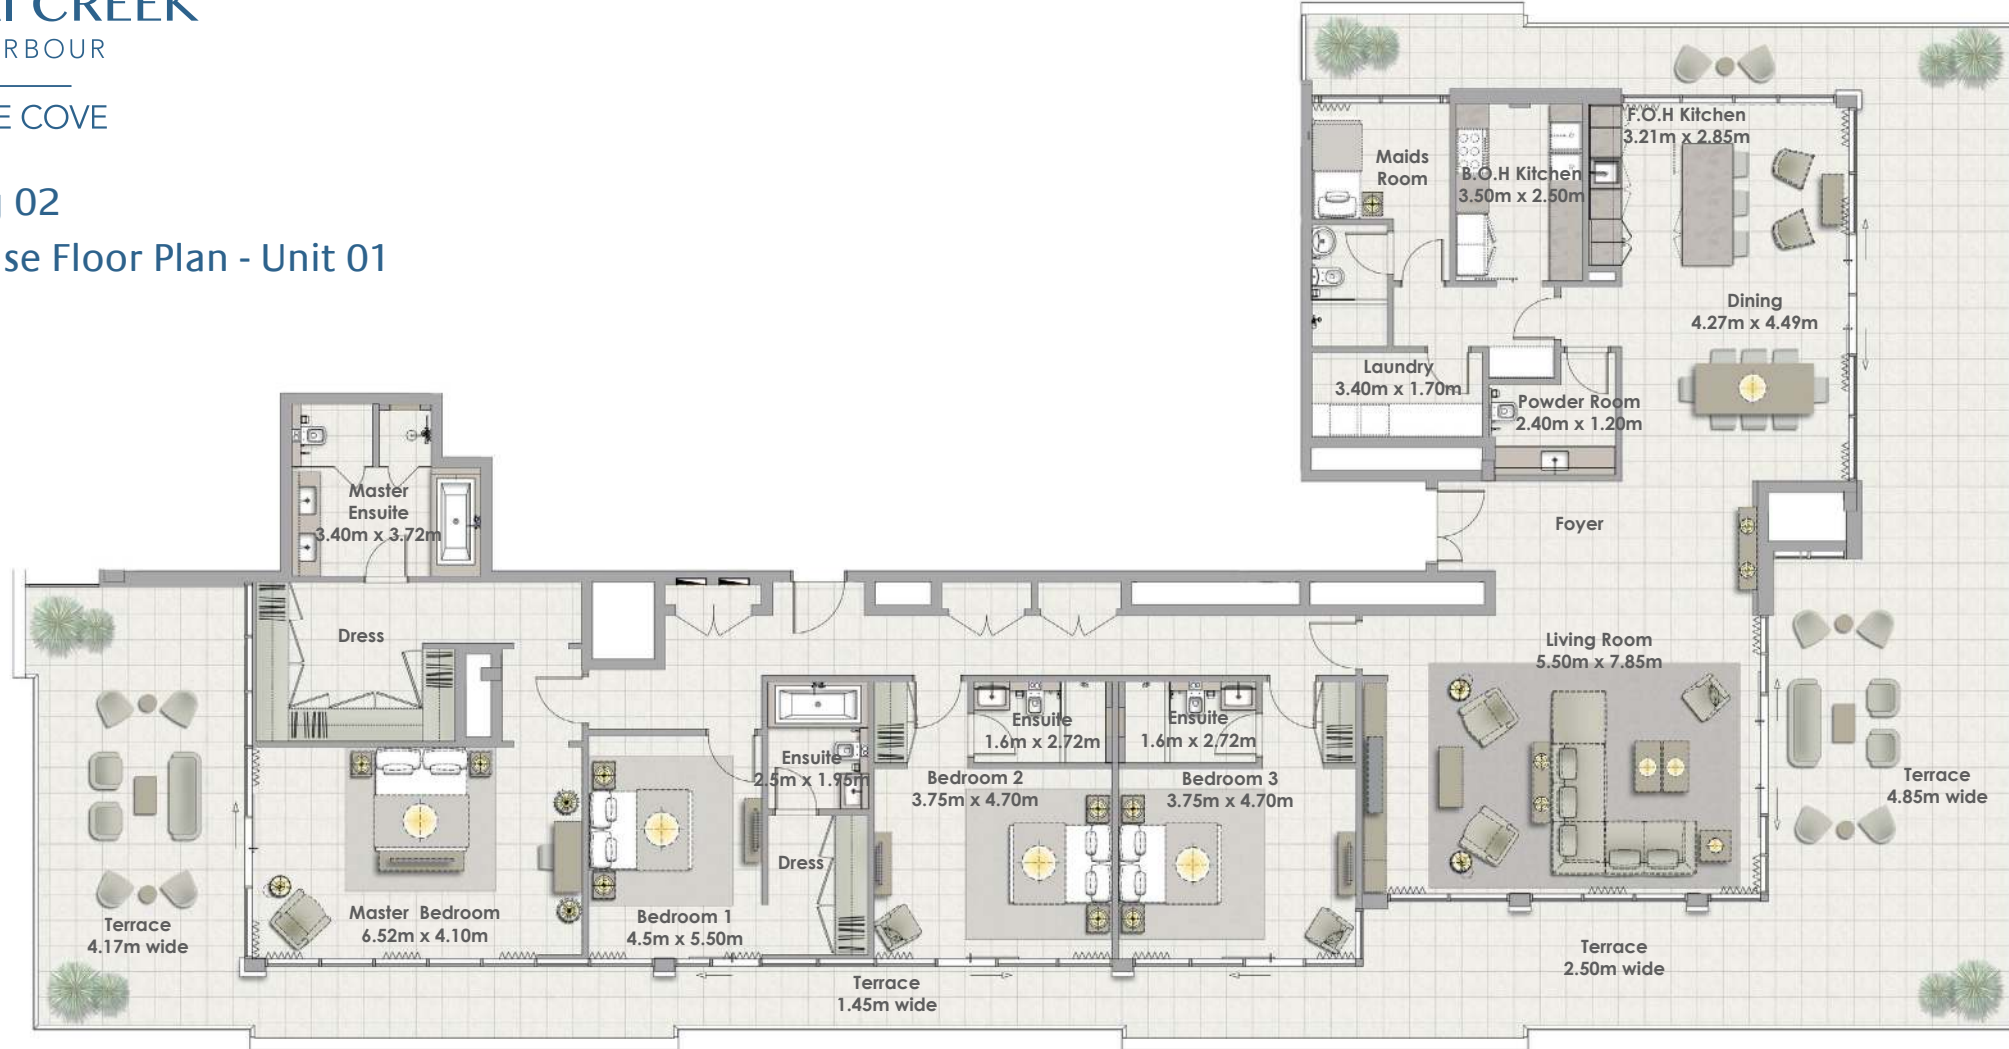 CREEK
RBOUR
E COVE
02
se Floor Plan - Unit 01
F.O.H Kitchen
3.21m x 2.85m
Maids
Room
B.O.H Kitchen
3.50m x 2.50m
Dining
4.27m x 4.49m
Laundry
3.40m x 1.70m
Powder Room
2.40m x 1.20m
Master
Ensuite
3.40m x 3.72m
Foyer
Dress
Living Room
5.50m x 7.85m
Ensuite
1.6m x 2.72m
Ensuite
1.6m x 2.72m
Ensuite
2.5m x 1.95m
Bedroom 2
3.75m x 4.70m
Bedroom 3
3.75m x 4.70m
Terrace
4.85m wide
Dress
Master Bedroom
6.52m x 4.10m
Bedroom 1
4.5m x 5.50m
Terrace
4.17m wide
Terrace
2.50m wide
Terrace
1.45m wide